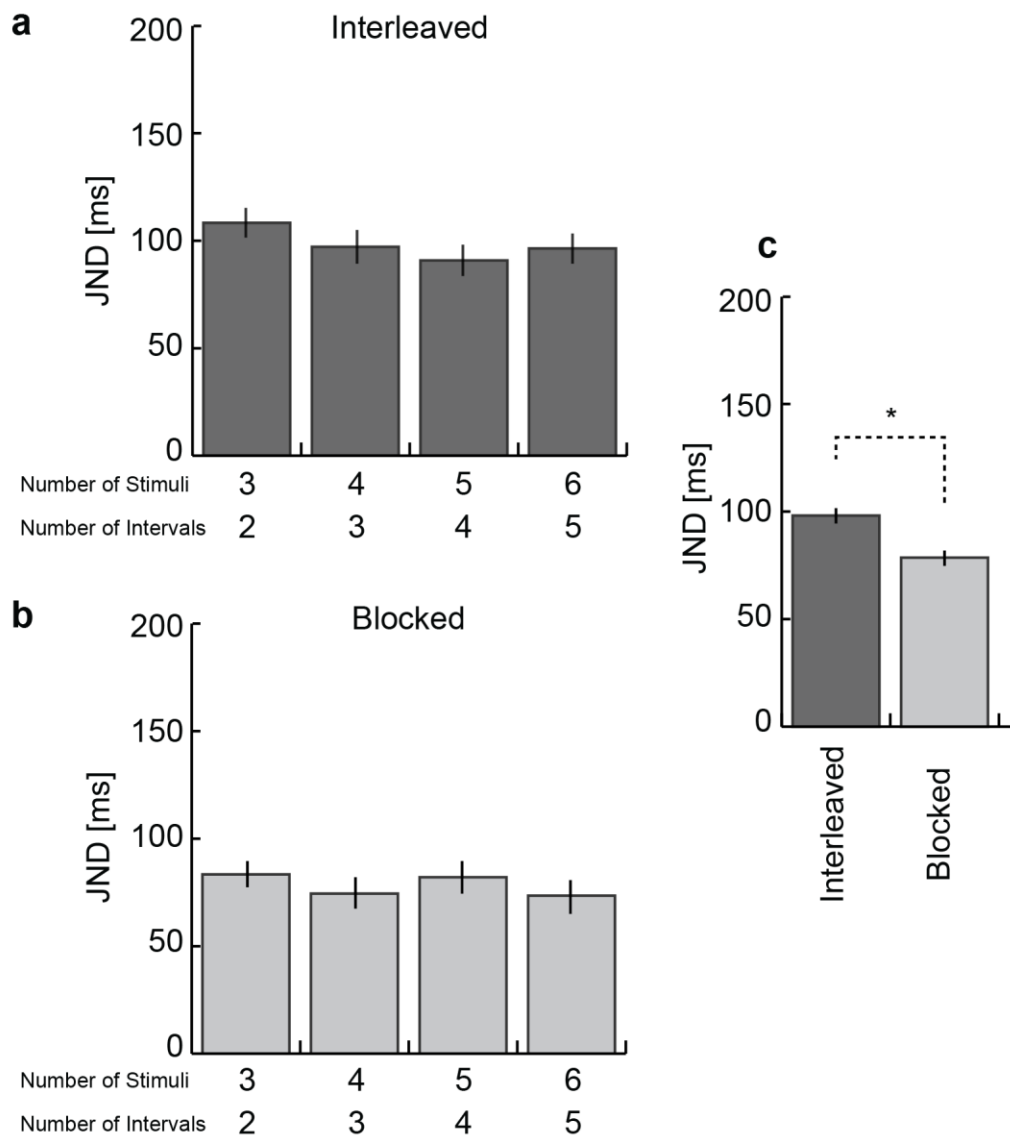 a
Interleaved
200
150
100
50
0
JND [ms]
Number of Stimuli 3 4 5 6
Number of Intervals 2 3 4 5
b
Blocked
200
150
100
50
0
JND [ms]
Number of Stimuli 3 4 5 6
Number of Intervals 2 3 4 5
c
200
150
100
50
0
JND [ms]
*
Interleaved
Blocked